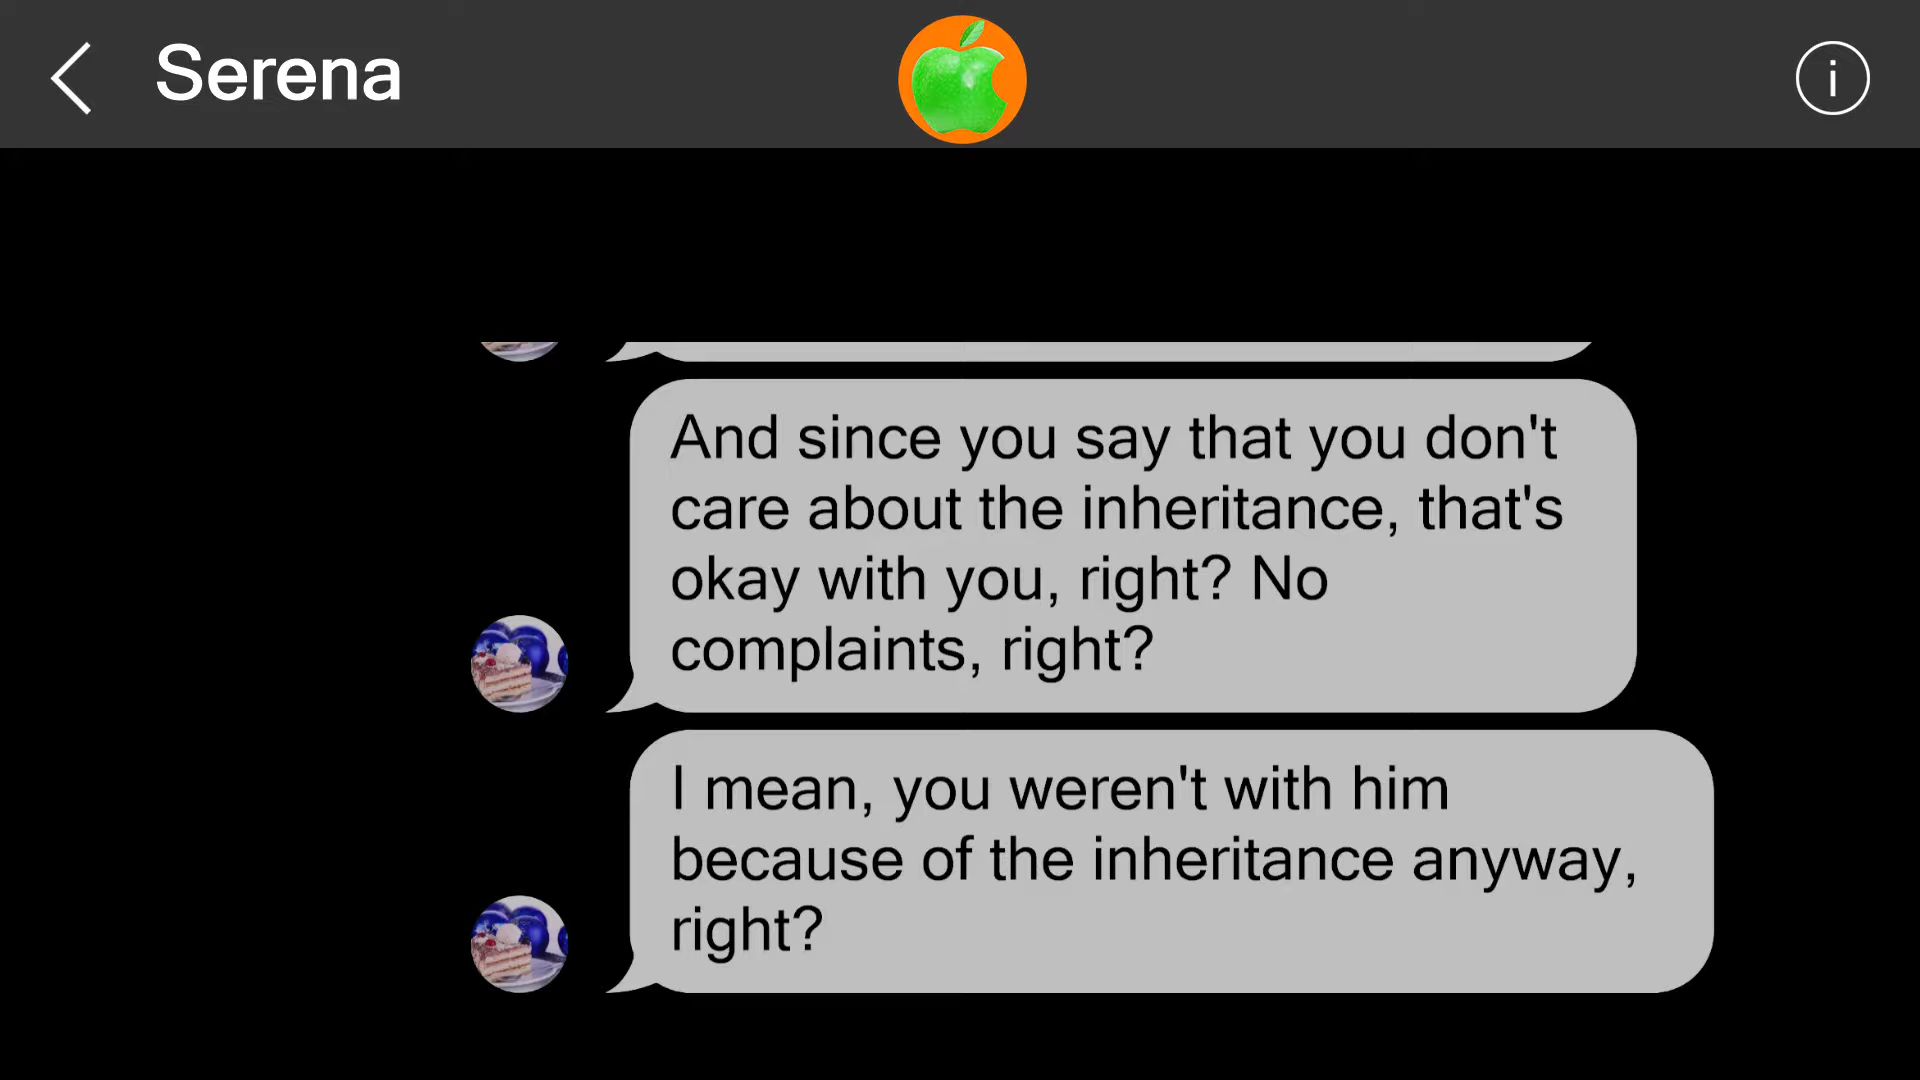 Serena
i
And since you say that you don't
care about the inheritance, that's
okay with you, right? No
complaints, right?
I mean, you weren't with him
because of the inheritance anyway,
right?